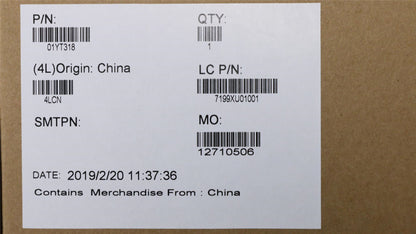 P/N:
QTY:
01YT318
1
(4L)Origin: China
LC P/N:
4LCN
7199XU01001
SMTPN:
MO:
12710506
DATE: 2019/2/20 11:37:36
Contains Merchandise From : China